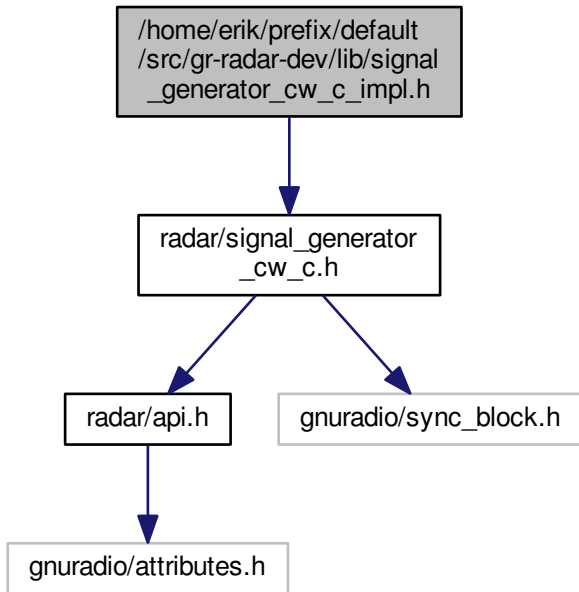 /home/erik/prefix/default
/src/gr-radar-dev/lib/signal
_generator_cw_c_impl.h
radar/signal_generator
_cw_c.h
radar/api.h
gnuradio/sync_block.h
gnuradio/attributes.h